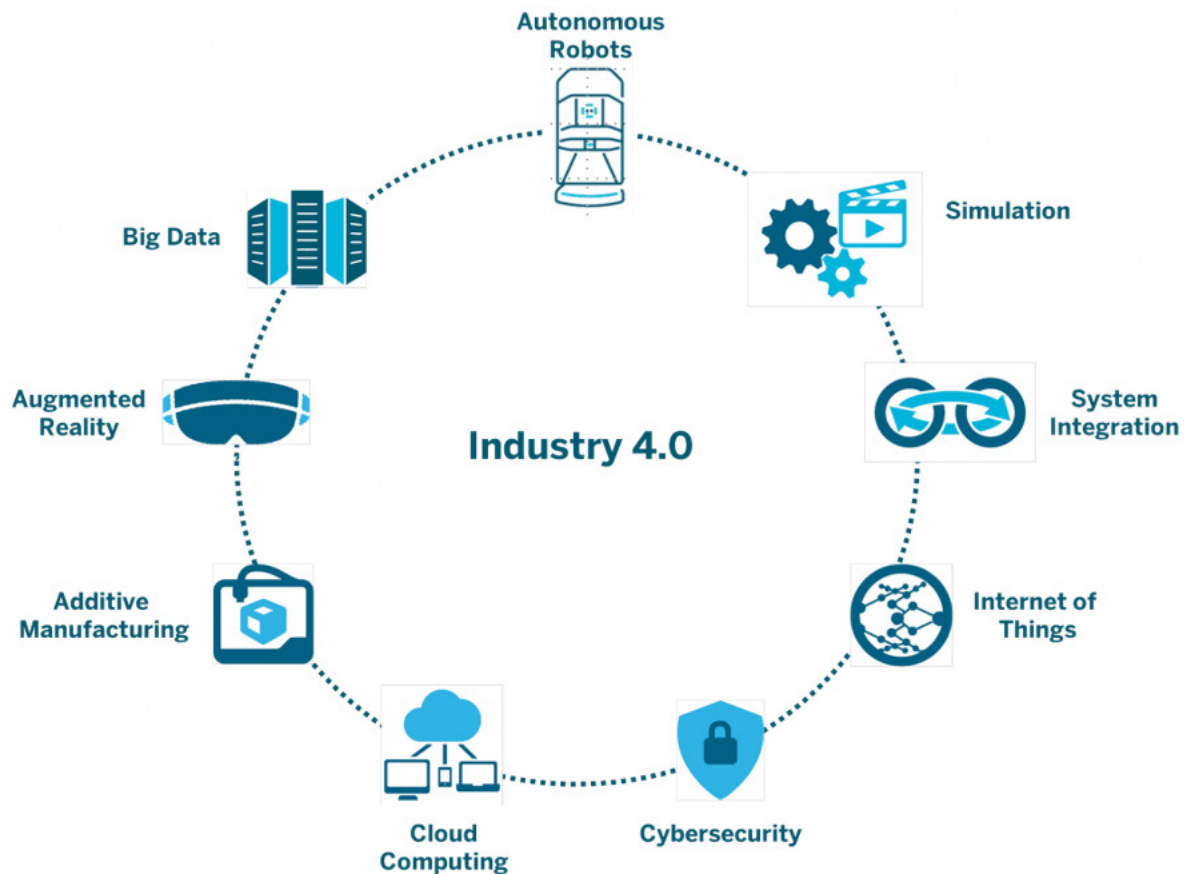 Autonomous
Robots
Big Data
Simulation
Augmented
Reality
System
Integration
Industry 4.0
Additive
Manufacturing
Internet of
Things
Cloud
Computing
Cybersecurity